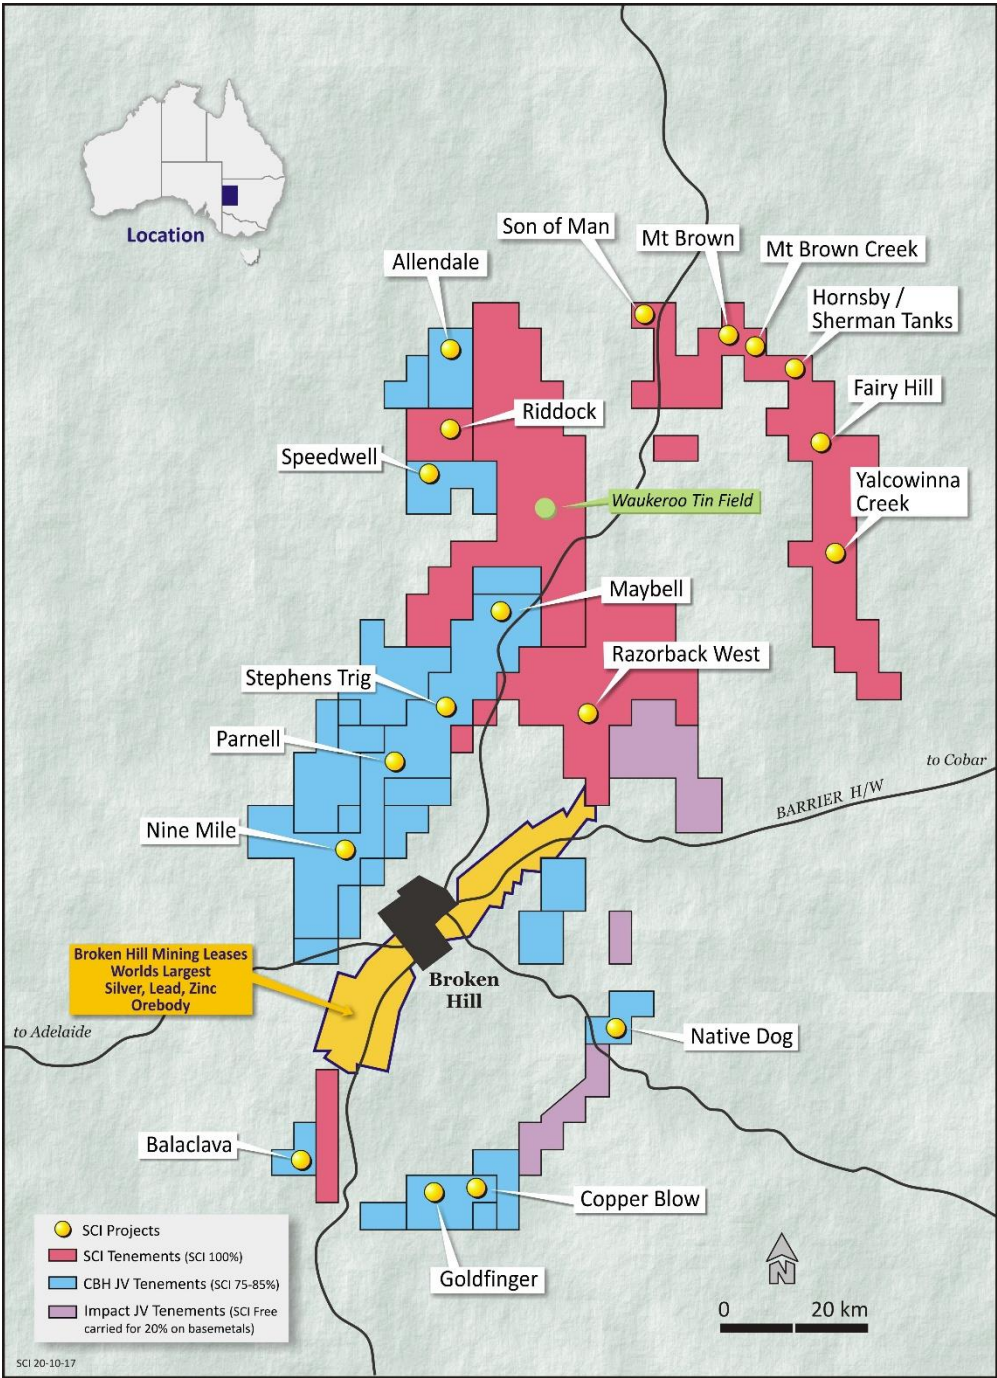 Location
Son of Man
Mt Brown
Mt Brown Creek
Allendale
Hornsby /
Sherman Tanks
Riddock
Fairy Hill
Speedwell
Yalcowinna
Creek
Waukeroo Tin Field
Maybell
Razorback West
Stephens Trig
Parnell
to Cobar
BARRIER H/W
Nine Mile
Broken Hill Mining Leases
Worlds Largest
Silver, Lead, Zinc
Orebody
Broken
Hill
to Adelaide
Native Dog
Balaclava
Copper Blow
Goldfinger
SCI Projects
SCI Tenements (SCI 100%)
CBH JV Tenements (SCI 75-85%)
Impact JV Tenements (SCI Free
carried for 20% on basemetals)
N
0 20 km
SCI 20-10-17